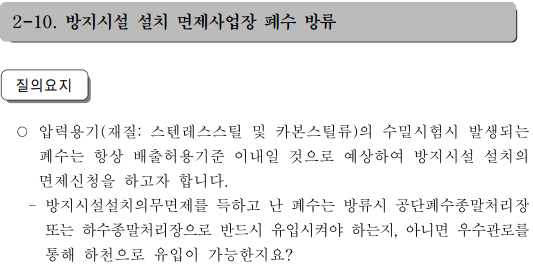 2-10. 방지시설 설치 면제사업장 폐수 방류
질의요지
○ 압력용기(재질: 스텐레스스틸 및 카본스틸류)의 수밀시험시 발생되는
폐수는 항상 배출허용기준 이내일 것으로 예상하여 방지시설 설치의
면제신청을 하고자 합니다.
- 방지시설설치의무면제를 득하고 난 폐수는 방류시 공단폐수종말처리장
또는 하수종말처리장으로 반드시 유입시켜야 하는지, 아니면 우수관로를
통해 하천으로 유입이 가능한지요?